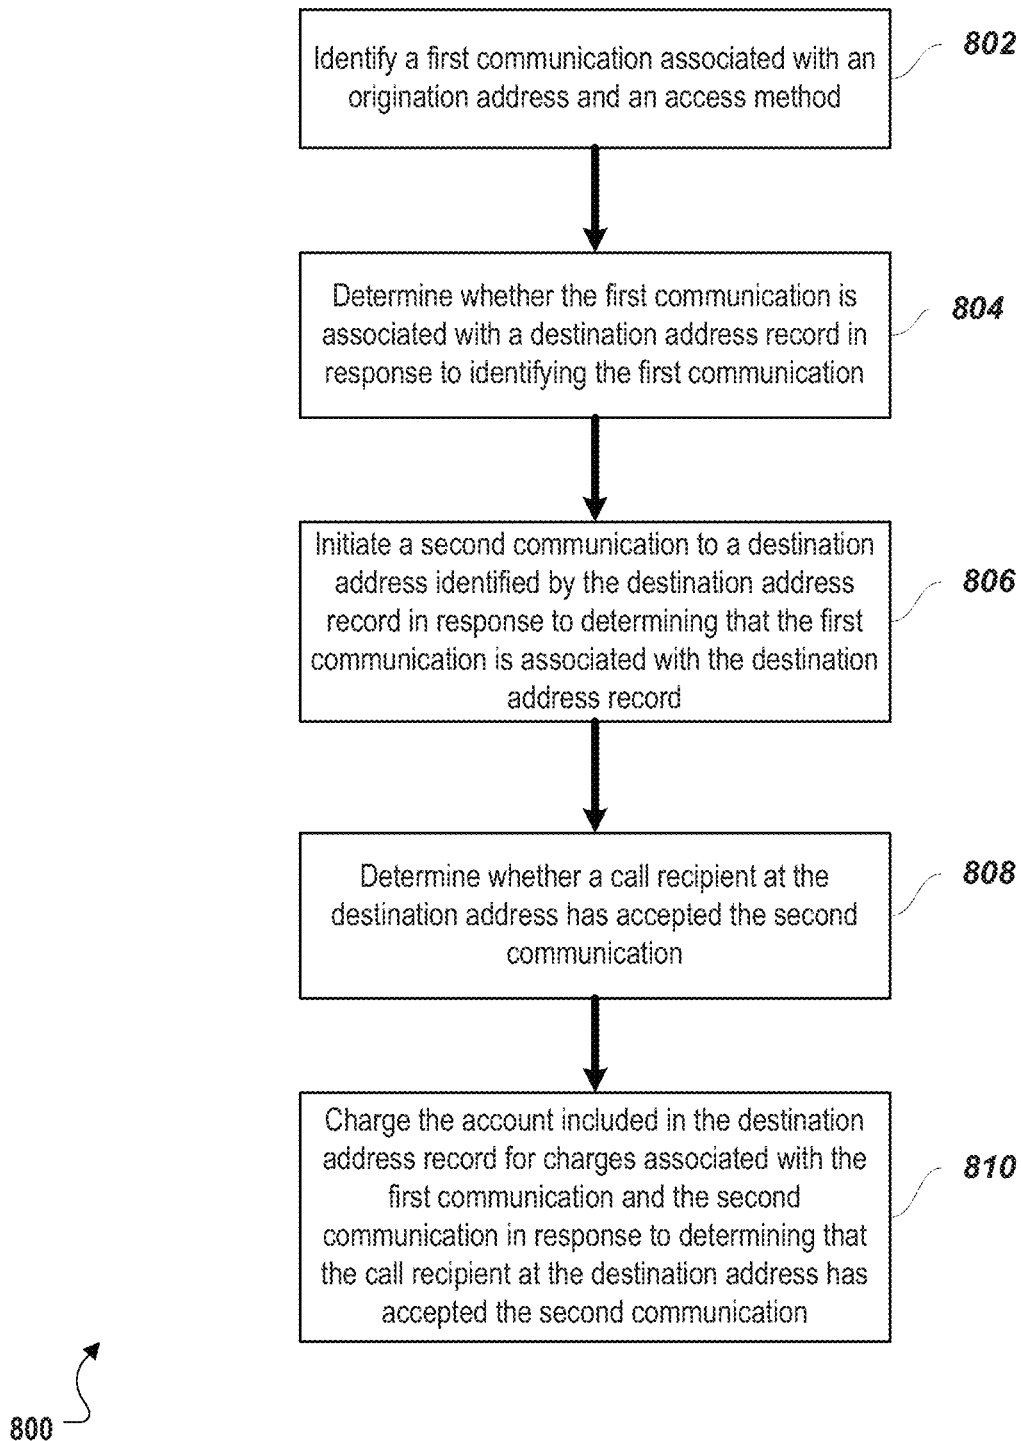 Identify a first communication associated with an
origination address and an access method
802
Determine whether the first communication is
associated with a destination address record in
response to identifying the first communication
804
Initiate a second communication to a destination
address identified by the destination address
record in response to determining that the first
communication is associated with the destination
address record
806
Determine whether a call recipient at the
destination address has accepted the second
communication
808
Charge the account included in the destination
address record for charges associated with the
first communication and the second
communication in response to determining that
the call recipient at the destination address has
accepted the second communication
810
800